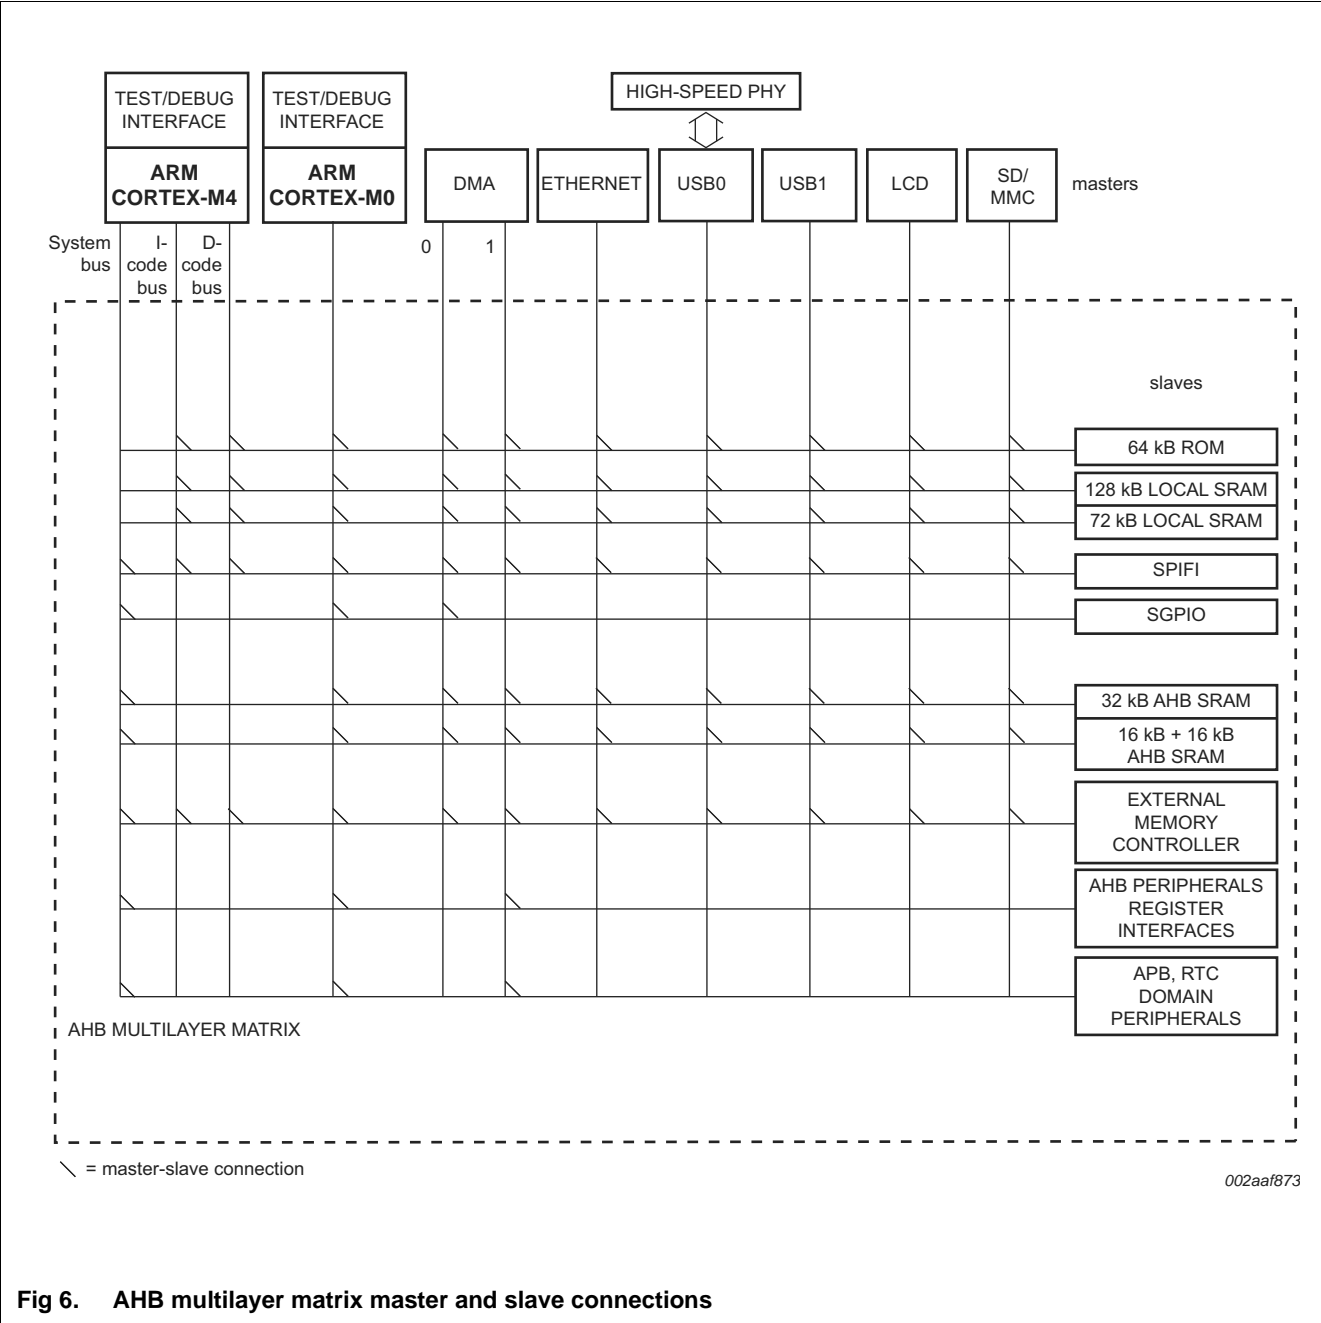 TEST/DEBUG
INTERFACE
TEST/DEBUG
INTERFACE
HIGH-SPEED PHY
ARM
CORTEX-M4
ARM
CORTEX-M0
DMA
ETHERNET
USB0
USB1
LCD
SD/
MMC
masters
System
bus
I-
code
bus
D-
code
bus
0
1
slaves
64 kB ROM
128 kB LOCAL SRAM
72 kB LOCAL SRAM
SPIFI
SGPIO
32 kB AHB SRAM
16 kB + 16 kB
AHB SRAM
EXTERNAL
MEMORY
CONTROLLER
AHB PERIPHERALS
REGISTER
INTERFACES
APB, RTC
DOMAIN
PERIPHERALS
AHB MULTILAYER MATRIX
= master-slave connection
002aaf873
Fig 6. AHB multilayer matrix master and slave connections